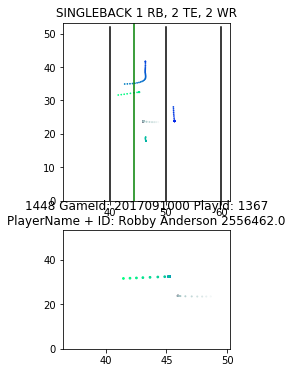 SINGLEBACK 1 RB, 2 TE, 2 WR
50
40
30
20
10
0
40 50 60
1448 GameId: 2017091000 PlayId: 1367
PlayerName + ID: Robby Anderson 2556462.0
40
20
0
40 45 50